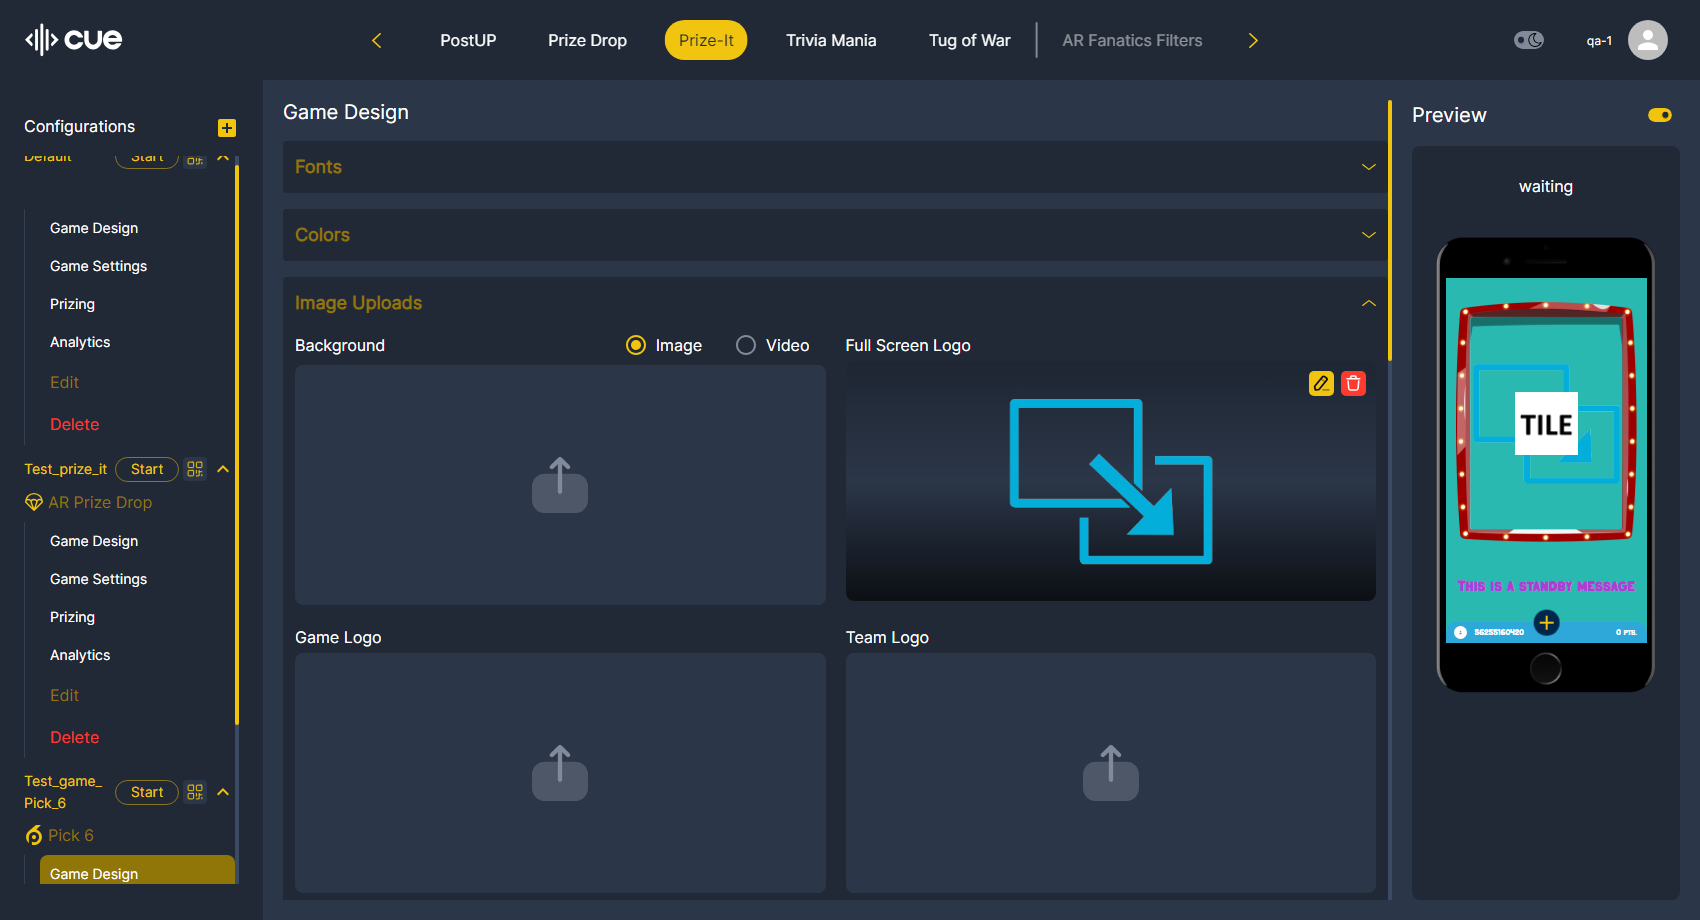 cue
PostUP
Prize Drop
Prize-It
Trivia Mania
Tug of War
AR Fanatics Filters
qa-1
Configurations
Default
Start
Game Design
Game Settings
Prizing
Analytics
Edit
Delete
Test_prize_it
Start
AR Prize Drop
Game Design
Game Settings
Prizing
Analytics
Edit
Delete
Test_game_
Pick_6
Start
Pick 6
Game Design
Game Design
Fonts
Colors
Image Uploads
Background
Image
Video
Full Screen Logo
Game Logo
Team Logo
Preview
waiting
TILE
THIS IS A STANDBY MESSAGE
56255160420
0 PTS.